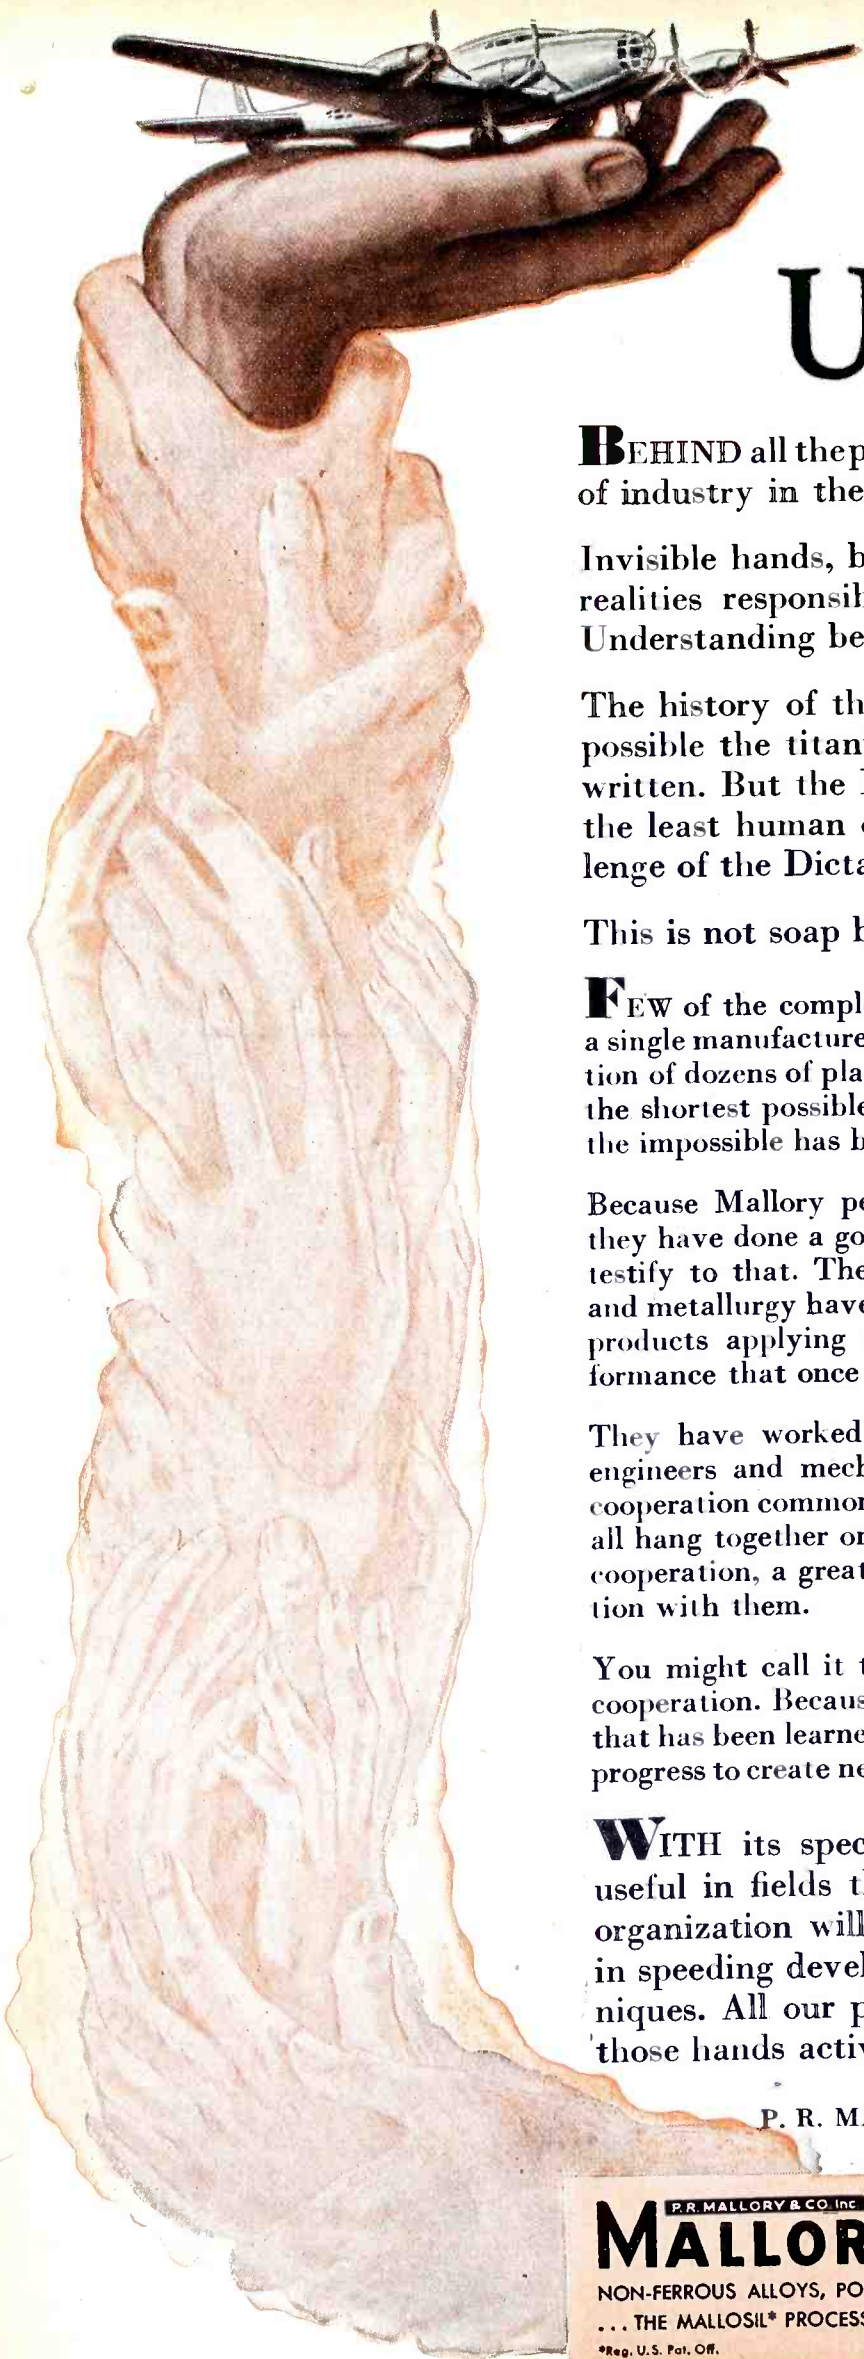 U
BEHIND all the p
of industry in the
Invisible hands, b
realities responsib
Understanding be
The history of th
possible the titan
written. But the
the least human
lenge of the Dicta
This is not soap b
FEW of the compl
a single manufacture
tion of dozens of pla
the shortest possible
the impossible has b
Because Mallory pe
they have done a go
testify to that. The
and metallurgy have
products applying
formance that once
They have worked
engineers and mech
cooperation common
all hang together or
cooperation, a great
tion with them.
You might call it t
cooperation. Becaus
that has been learne
progress to create ne
WITH its spec
useful in fields t
organization will
in speeding devel
niques. All our p
those hands activ
P. R. MA
P. R. MALLORY & CO. Inc
MALLOR
NON-FERROUS ALLOYS, PO
... THE MALLOSIL* PROCESS
*Reg. U.S. Pat. Off.